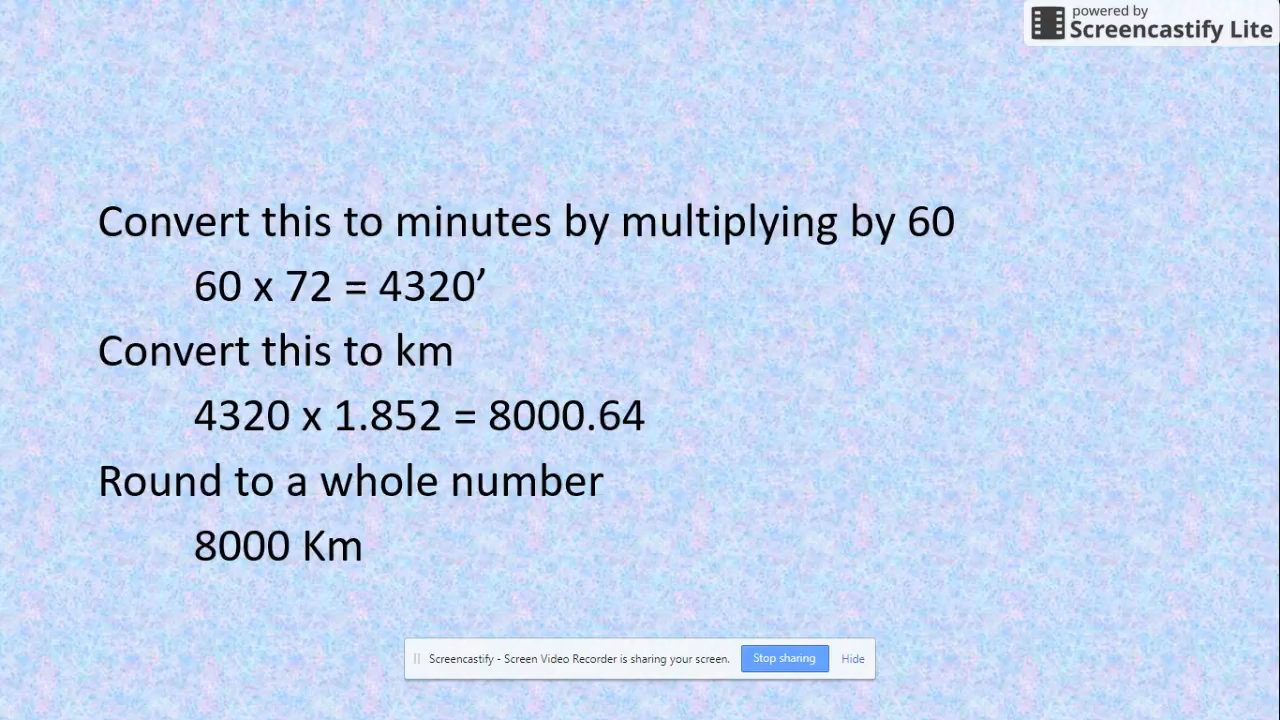 powered by
Screencastify Lite
Convert this to minutes by multiplying by 60
60 x 72 = 4320’
Convert this to km
4320 x 1.852 = 8000.64
Round to a whole number
8000 Km
Screencastify - Screen Video Recorder is sharing your screen. Stop sharing Hide